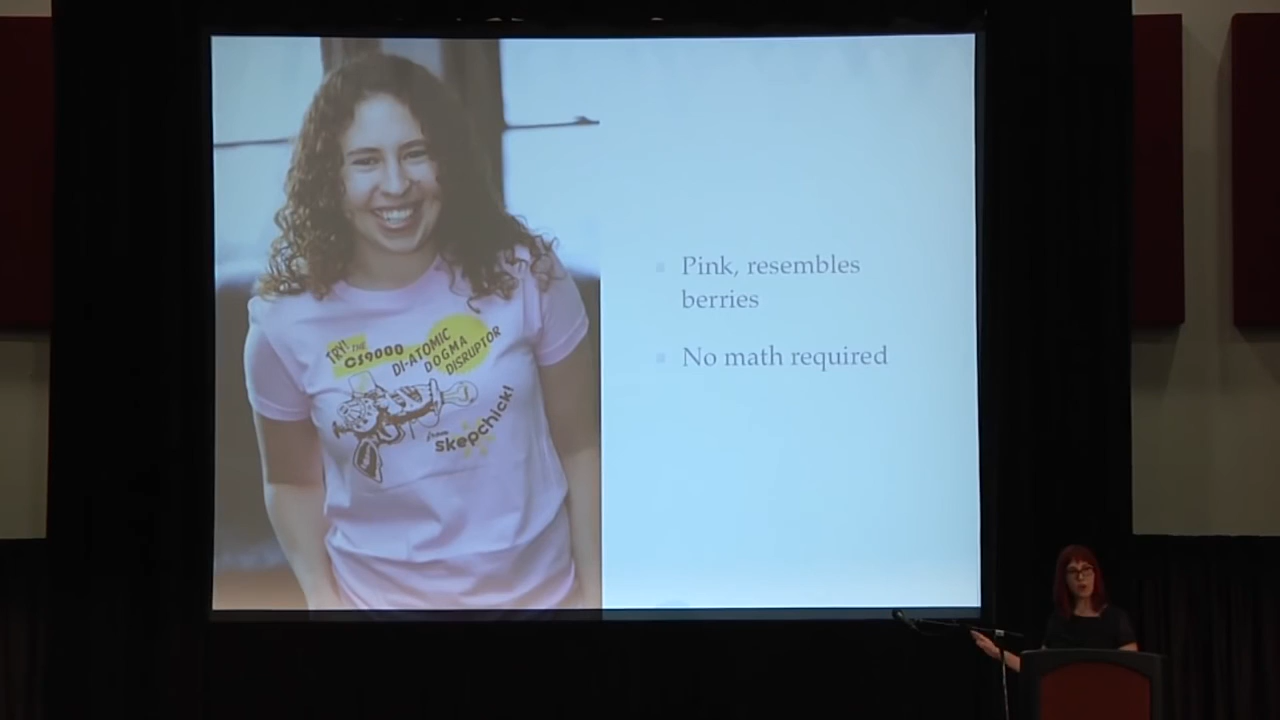 TRY! THE
CS9000
DI-ATOMIC
DOGMA
DISRUPTOR
from
skepchick!
Pink, resembles
berries
No math required